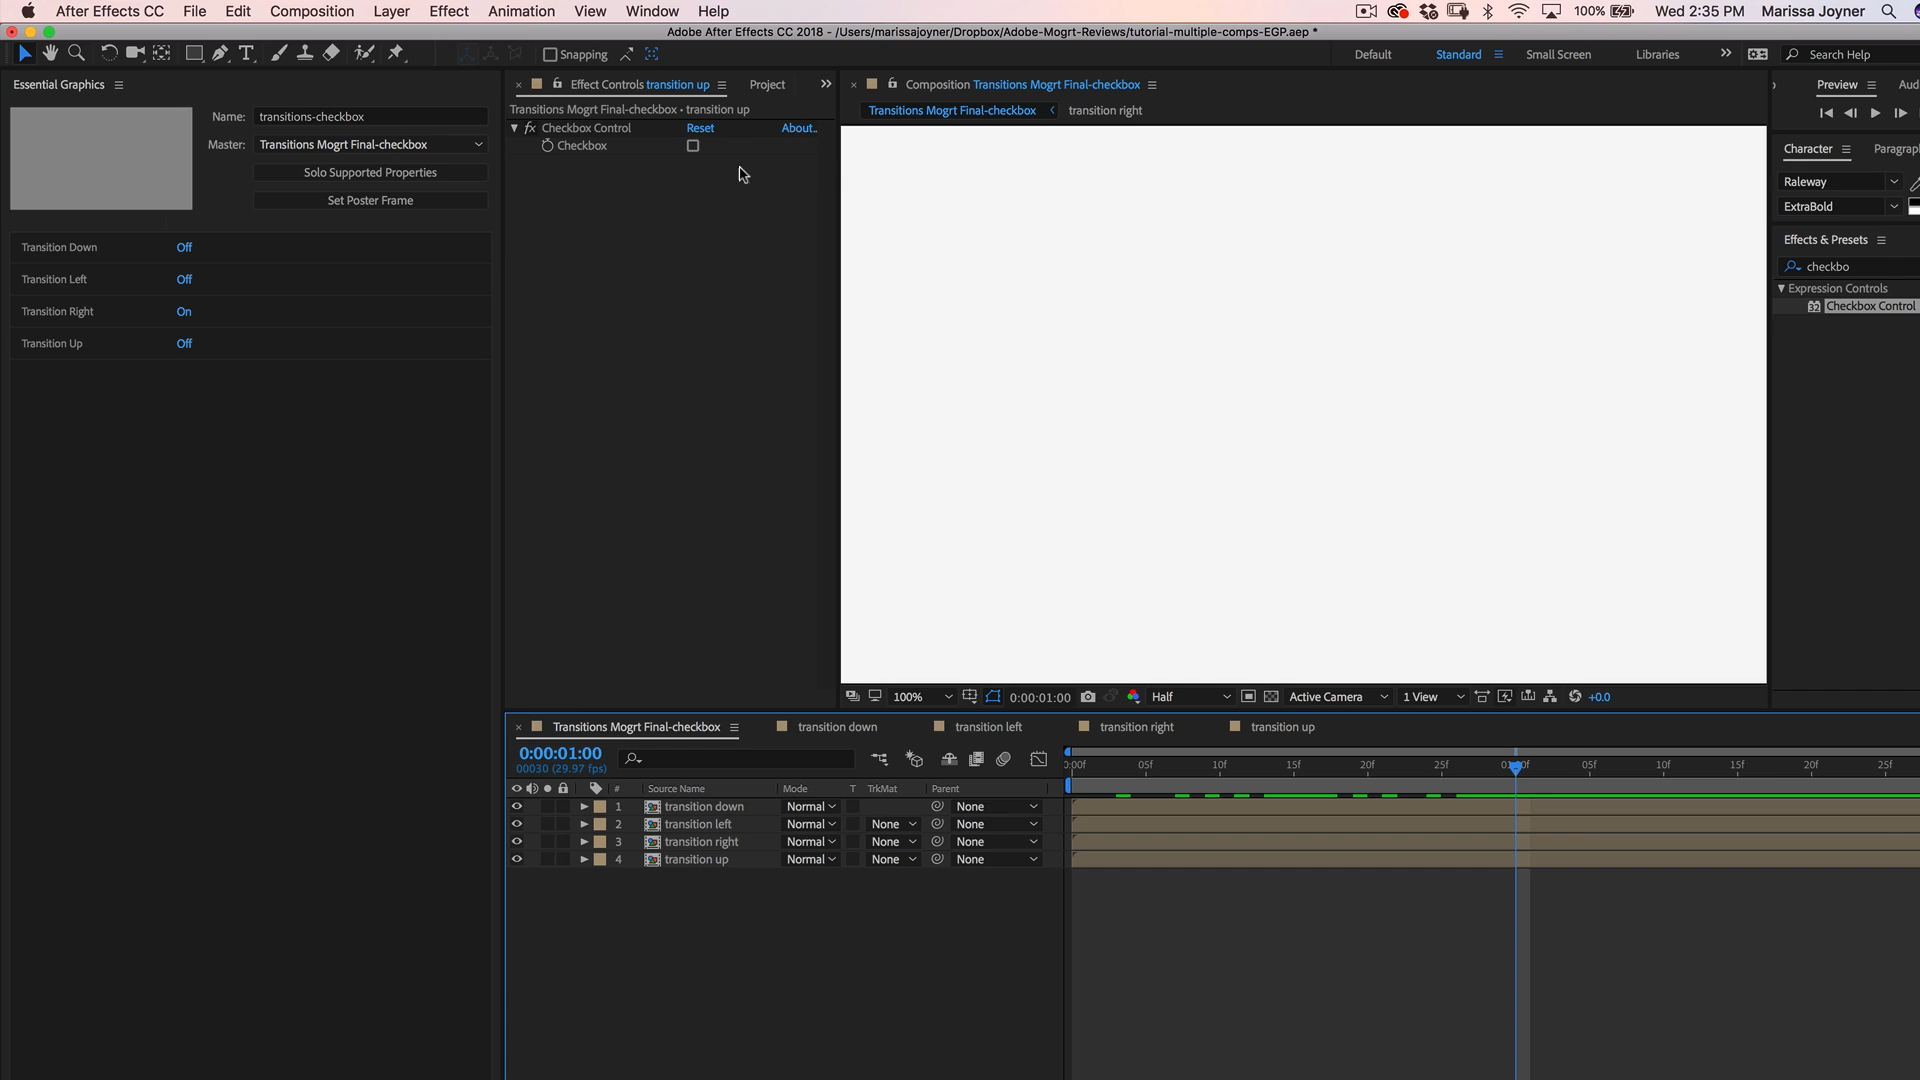 After Effects CC File Edit Composition Layer Effect Animation View Window Help 100% Wed 2:35 PM Marissa Joyner
Adobe After Effects CC 2018 - /Users/marissajoyner/Dropbox/Adobe-Mogrt-Reviews/tutorial-multiple-comps-EGP.aep *
Snapping Default Standard Small Screen Libraries Search Help
Essential Graphics
Name: transitions-checkbox
Master: Transitions Mogrt Final-checkbox
Solo Supported Properties
Set Poster Frame
Transition Down Off
Transition Left Off
Transition Right On
Transition Up Off
Effect Controls transition up Project
Transitions Mogrt Final-checkbox • transition up
fx Checkbox Control Reset About..
Checkbox
Composition Transitions Mogrt Final-checkbox
Transitions Mogrt Final-checkbox transition right
100% 0:00:01:00 Half Active Camera 1 View +0.0
Preview Aud
Character Paragrap
Raleway
ExtraBold
Effects & Presets
checkbo
Expression Controls
32 Checkbox Control
Transitions Mogrt Final-checkbox transition down transition left transition right transition up
0:00:01:00
00030 (29.97 fps)
0:00f 05f 10f 15f 20f 25f 05f 10f 15f 20f 25f
# Source Name Mode T TrkMat Parent
1 transition down Normal None
2 transition left Normal None None
3 transition right Normal None None
4 transition up Normal None None